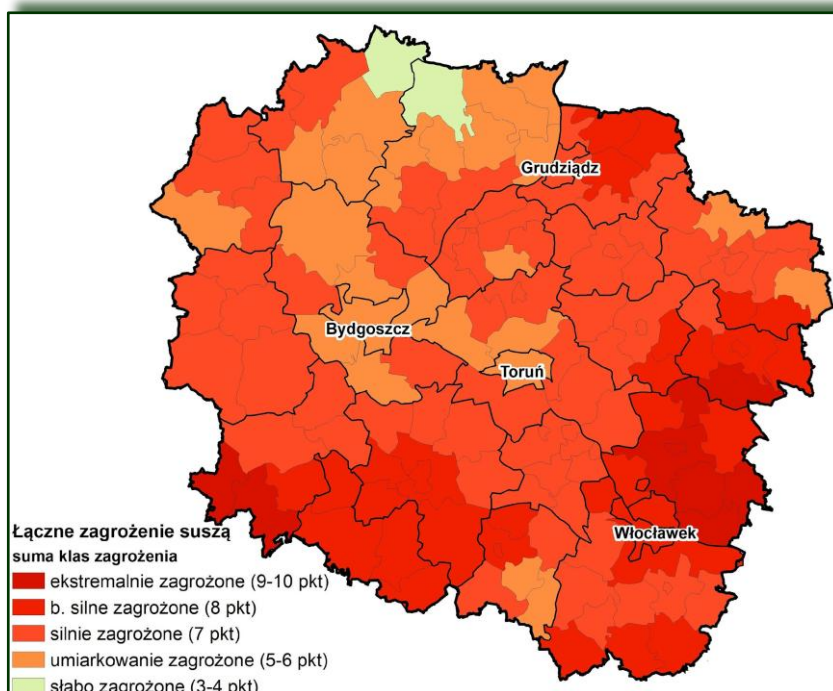 Grudziądz
Bydgoszcz
Toruń
Włocławek
Łączne zagrożenie suszą
suma klas zagrożenia
ekstremalnie zagrożone (9-10 pkt)
b. silne zagrożone (8 pkt)
silnie zagrożone (7 pkt)
umiarkowanie zagrożone (5-6 pkt)
słabo zagrożone (3-4 pkt)